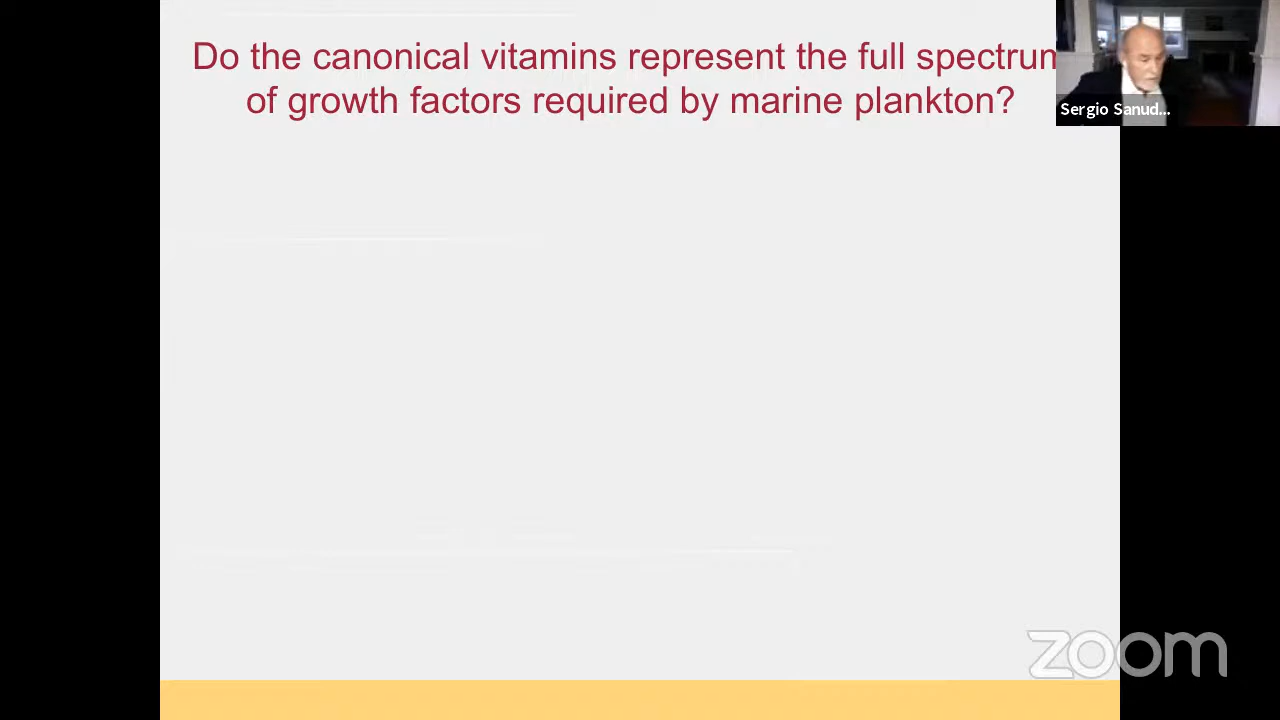 Do the canonical vitamins represent the full spectrum
of growth factors required by marine plankton?
Sergio Sanud...
zoom